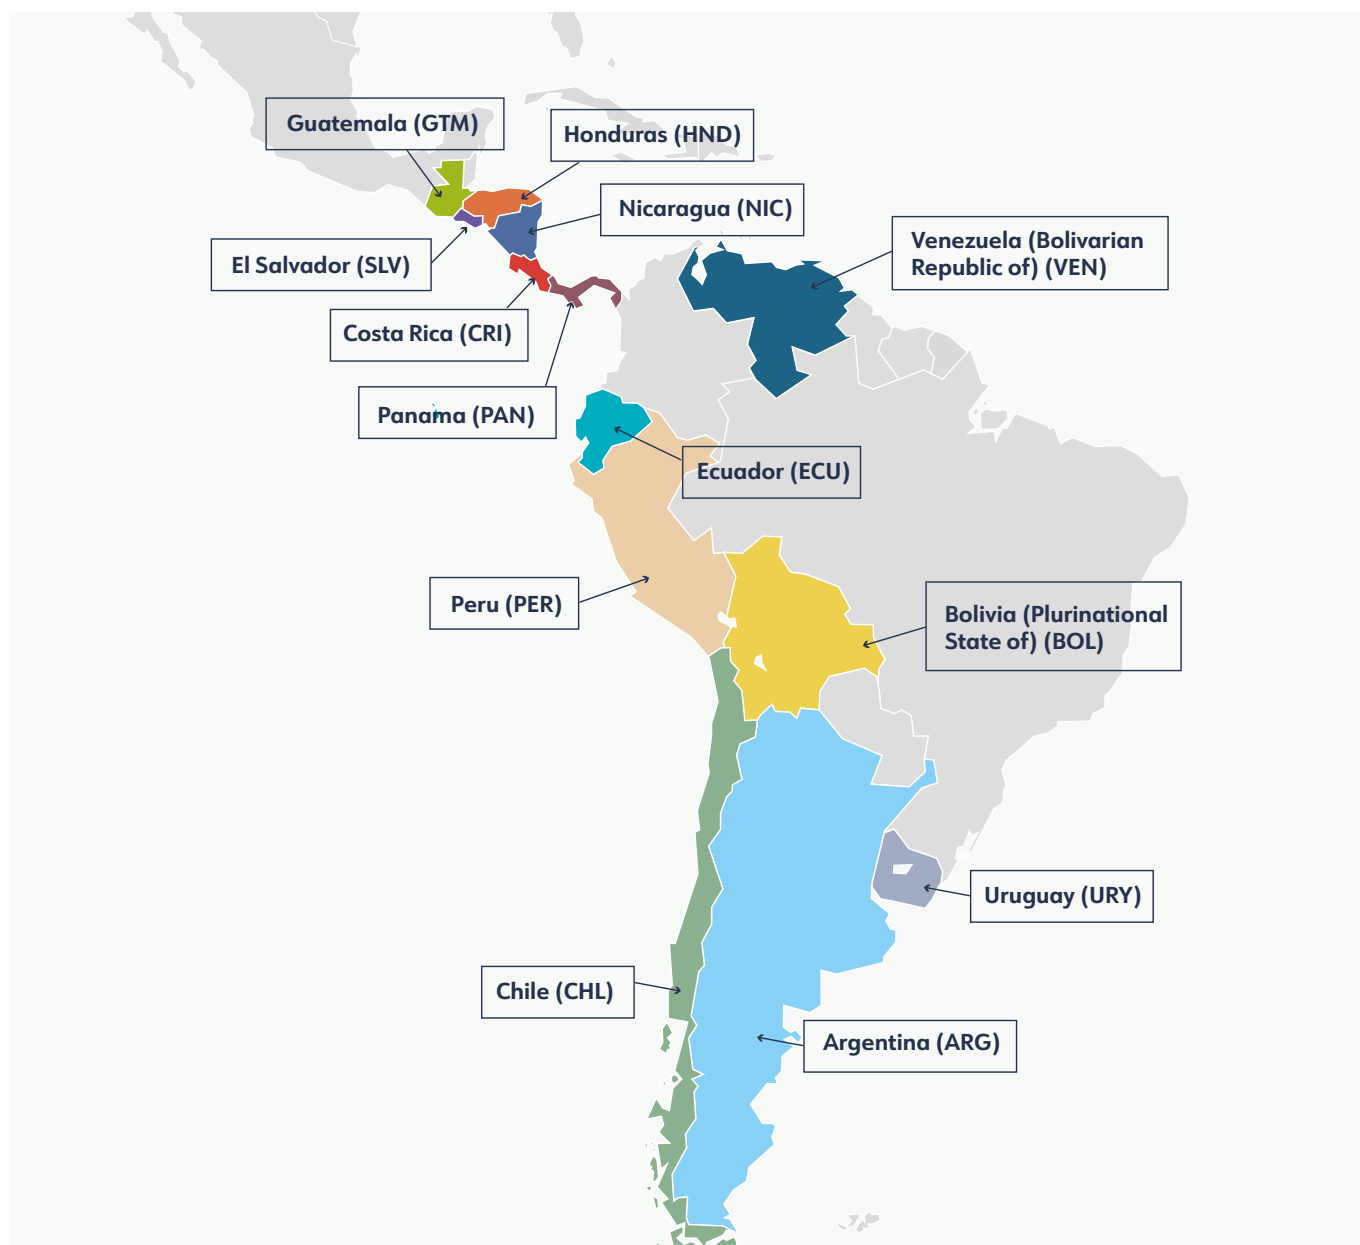 Guatemala (GTM)
Honduras (HND)
Nicaragua (NIC)
Venezuela (Bolivarian
Republic of) (VEN)
El Salvador (SLV)
Costa Rica (CRI)
Panama (PAN)
Ecuador (ECU)
Peru (PER)
Bolivia (Plurinational
State of) (BOL)
Uruguay (URY)
Chile (CHL)
Argentina (ARG)